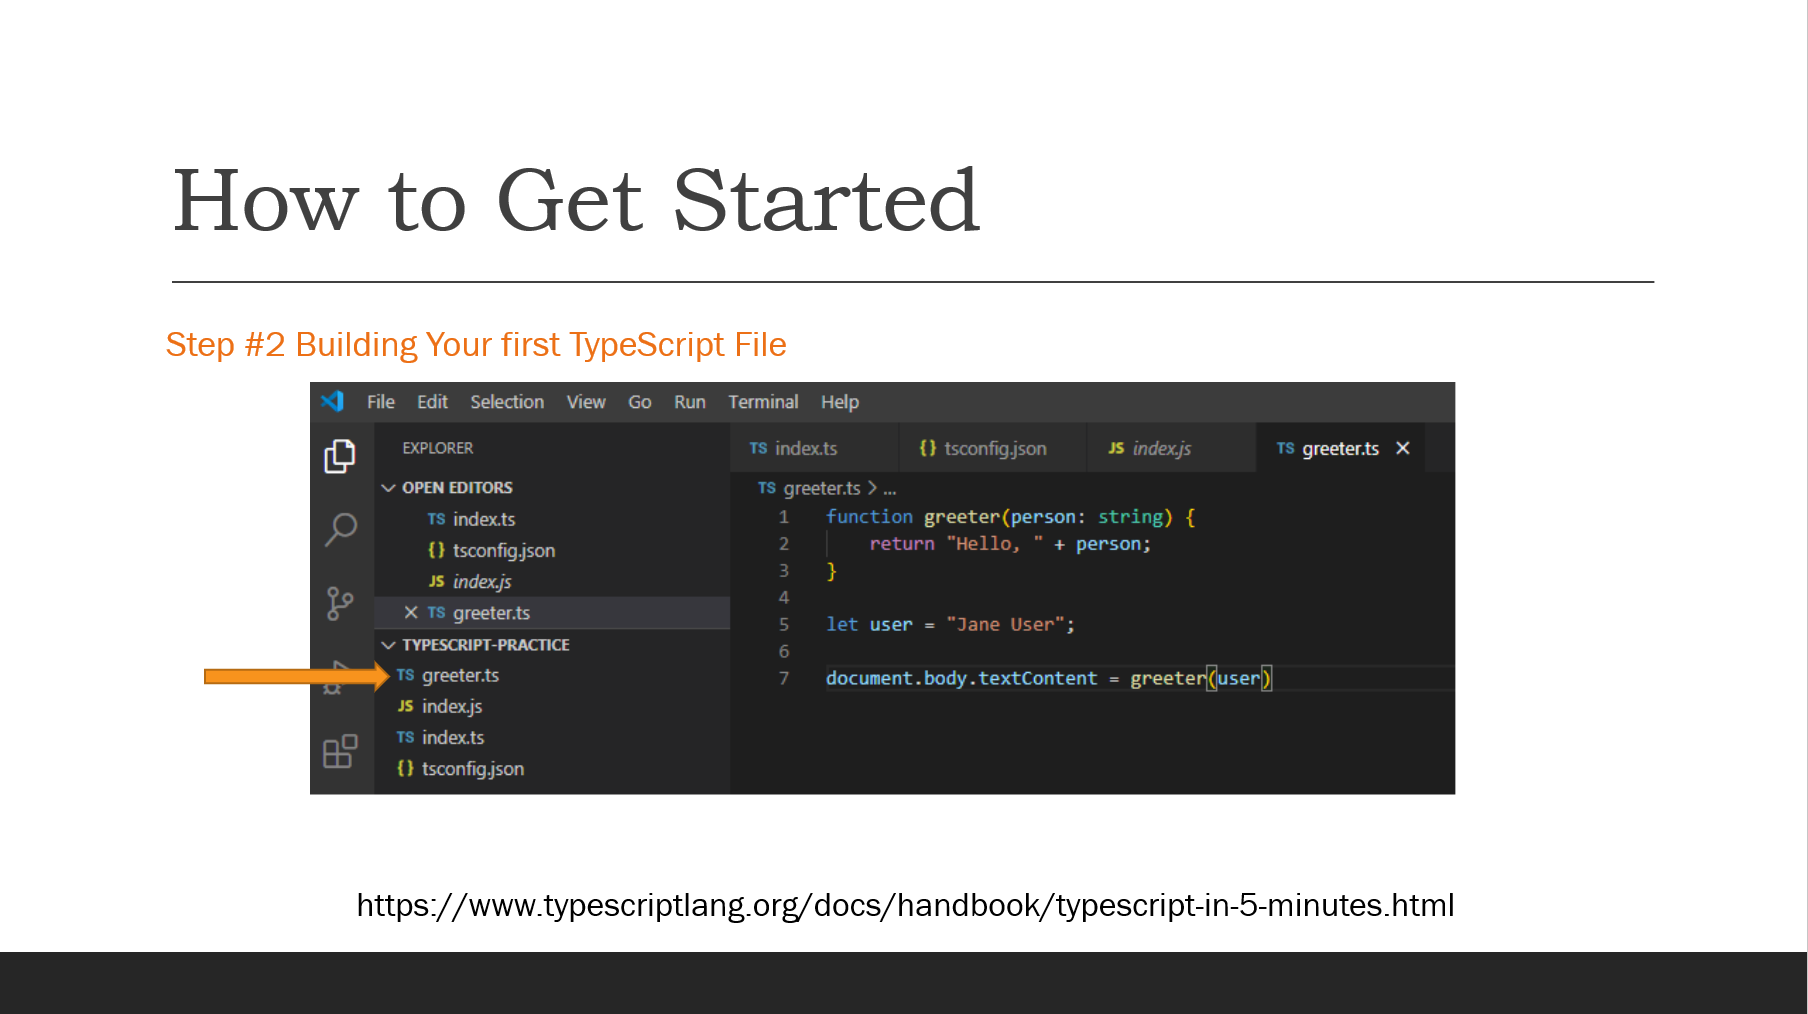 How to Get Started
Step #2 Building Your first TypeScript File
File Edit Selection View Go Run Terminal Help
EXPLORER
OPEN EDITORS
TS index.ts
{} tsconfig.json
JS index.js
TS greeter.ts
TYPESCRIPT-PRACTICE
TS greeter.ts
JS index.js
TS index.ts
{} tsconfig.json
TS index.ts {} tsconfig.json JS index.js TS greeter.ts
TS greeter.ts > ...
1 function greeter(person: string) {
2 return "Hello, " + person;
3 }
4
5 let user = "Jane User";
6
7 document.body.textContent = greeter(user)
https://www.typescriptlang.org/docs/handbook/typescript-in-5-minutes.html